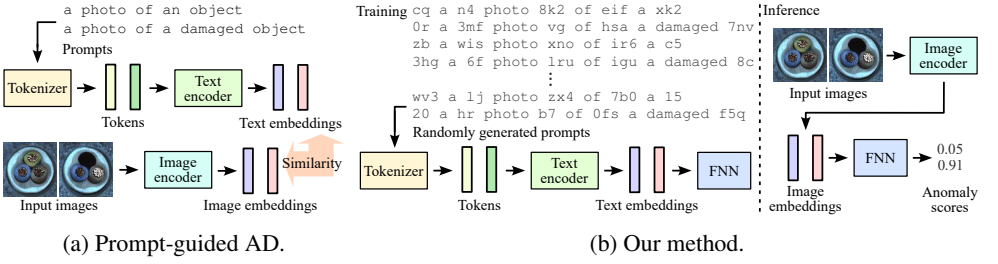 a photo of an object
a photo of a damaged object
Prompts
Tokenizer
Tokens
Text
encoder
Text embeddings
Similarity
Input images
Image
encoder
Image embeddings
(a) Prompt-guided AD.
Training
cq a n4 photo 8k2 of eif a xk2
0r a 3mf photo vg of hsa a damaged 7nv
zb a wis photo xno of ir6 a c5
3hg a 6f photo lru of igu a damaged 8c
⋮
wv3 a lj photo zx4 of 7b0 a 15
20 a hr photo b7 of 0fs a damaged f5q
Randomly generated prompts
Tokenizer
Tokens
Text
encoder
Text embeddings
FNN
Inference
Input images
Image
encoder
Image
embeddings
FNN
0.05
0.91
Anomaly
scores
(b) Our method.